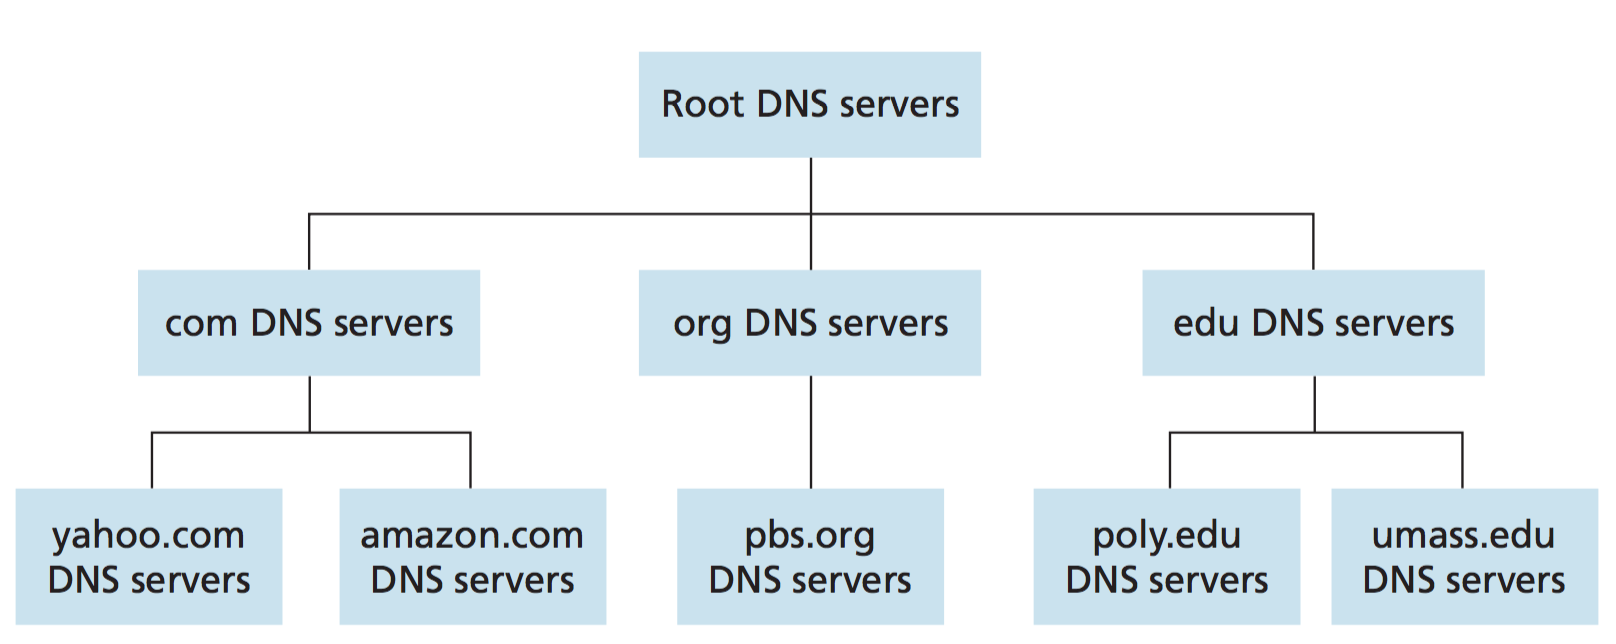 Root DNS servers
com DNS servers
org DNS servers
edu DNS servers
yahoo.com
DNS servers
amazon.com
DNS servers
pbs.org
DNS servers
poly.edu
DNS servers
umass.edu
DNS servers